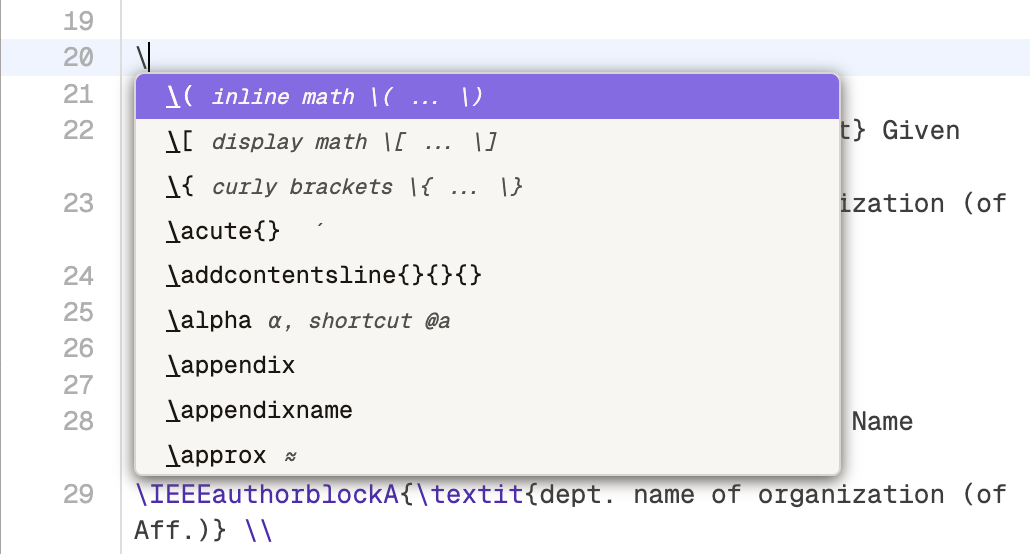 19
20 \
\( inline math \( … \)
21
\[ display math \[ … \]
22 t} Given
\{ curly brackets \{ … \}
23 ization (of
\acute{} ´
24 \addcontentsline{}{}{}
25 \alpha α, shortcut @a
26
27 \appendix
28 \appendixname Name
\approx ≈
29 \IEEEauthorblockA{\textit{dept. name of organization (of
Aff.)} \\